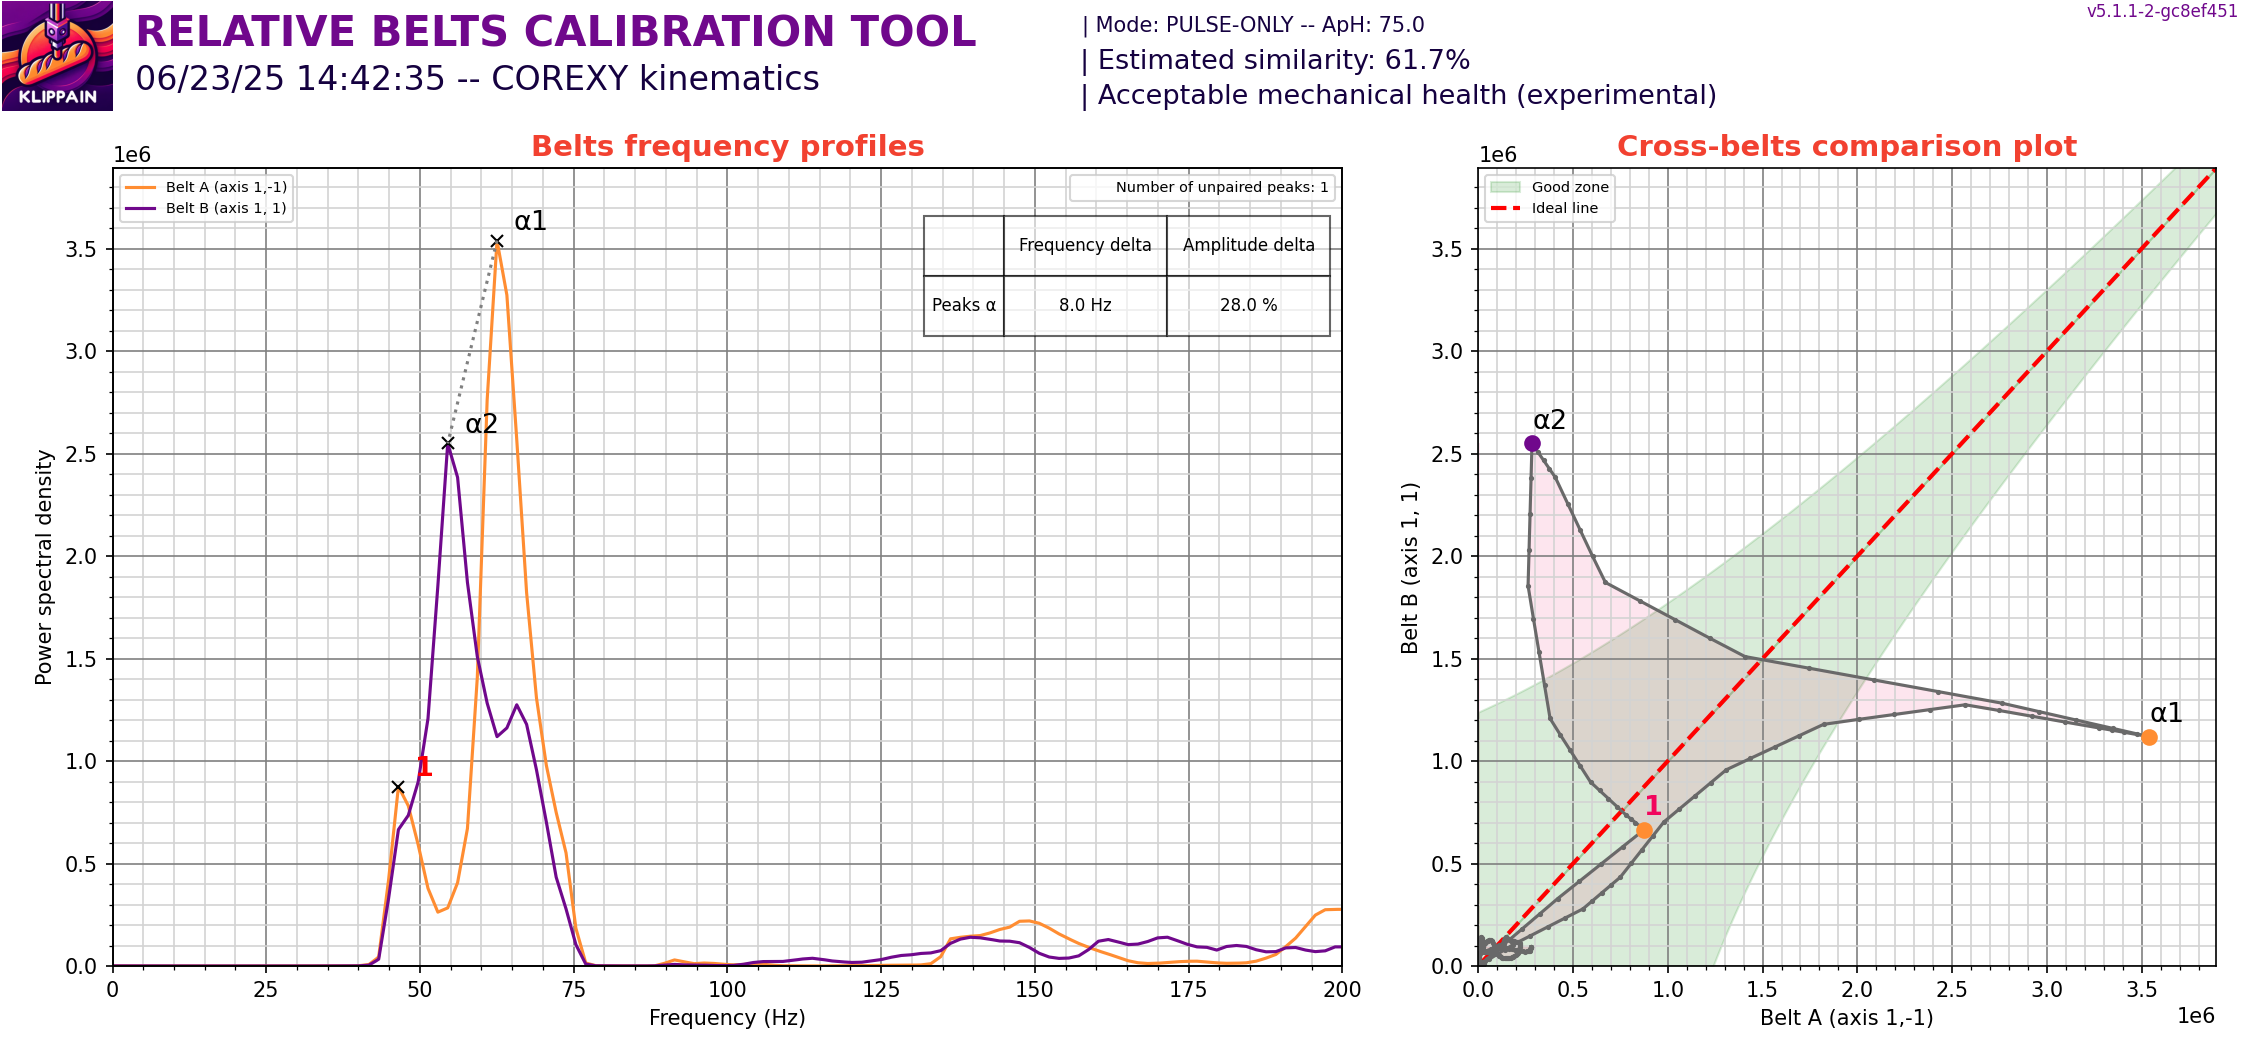 KLIPPAIN
RELATIVE BELTS CALIBRATION TOOL
06/23/25 14:42:35 -- COREXY kinematics
| Mode: PULSE-ONLY -- ApH: 75.0
| Estimated similarity: 61.7%
| Acceptable mechanical health (experimental)
v5.1.1-2-gc8ef451
Belts frequency profiles
1e6
Belt A (axis 1,-1)
Belt B (axis 1, 1)
Number of unpaired peaks: 1
Frequency delta Amplitude delta
Peaks α 8.0 Hz 28.0 %
α1
α2
1
Power spectral density
3.5
3.0
2.5
2.0
1.5
1.0
0.5
0.0
0 25 50 75 100 125 150 175 200
Frequency (Hz)
Cross-belts comparison plot
1e6
Good zone
Ideal line
α2
α1
1
Belt B (axis 1, 1)
3.5
3.0
2.5
2.0
1.5
1.0
0.5
0.0
0.0 0.5 1.0 1.5 2.0 2.5 3.0 3.5
Belt A (axis 1,-1)
1e6